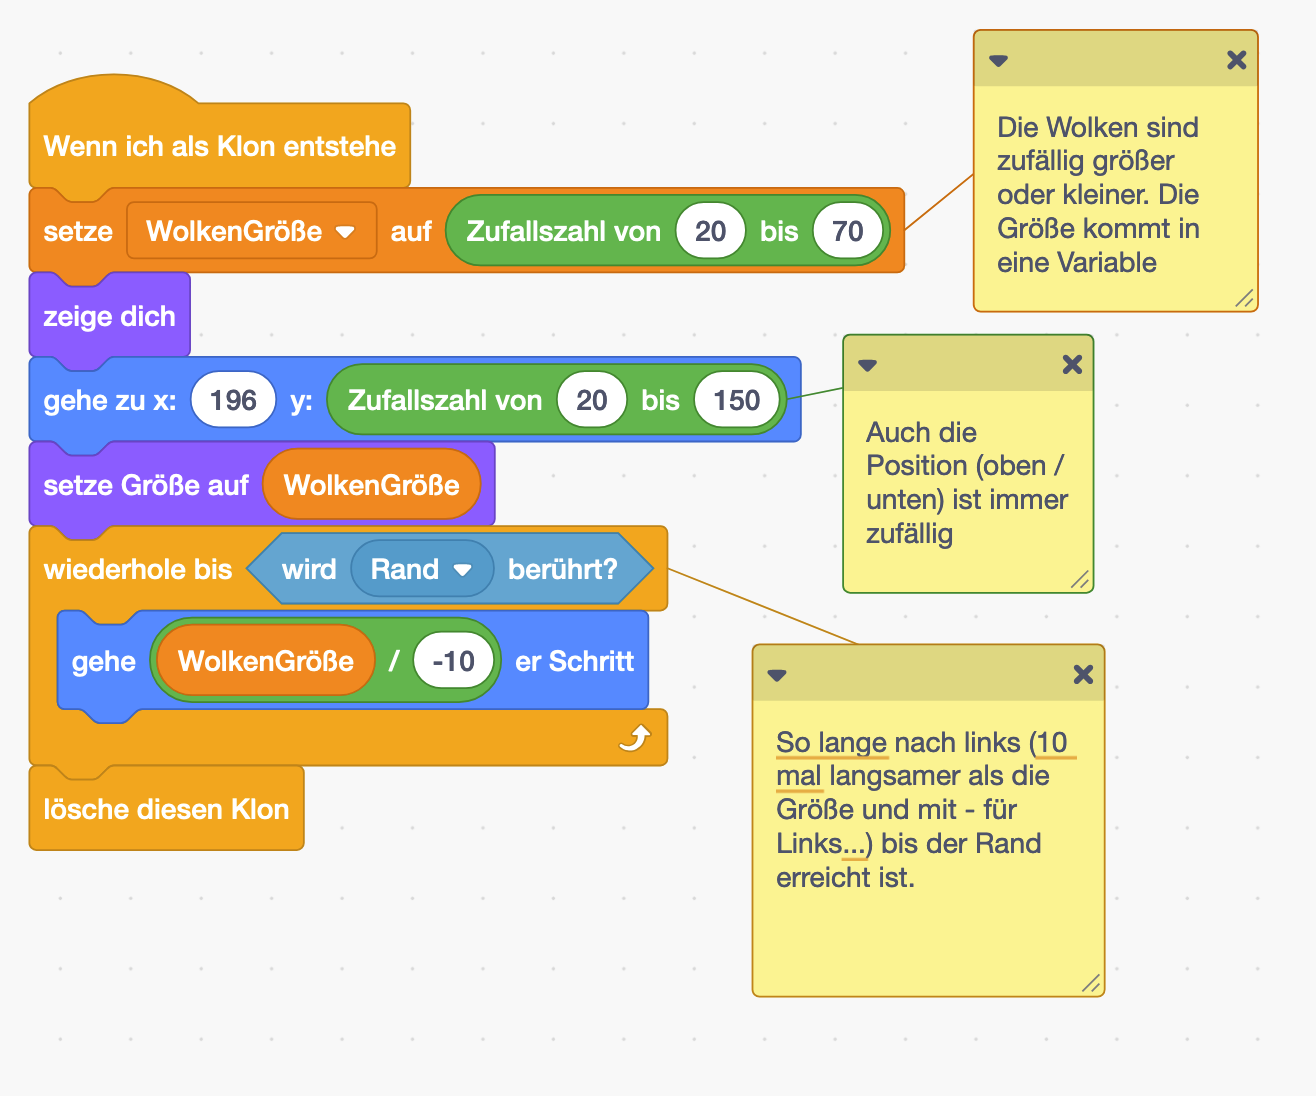 Wenn ich als Klon entstehe
setze WolkenGröße auf Zufallszahl von 20 bis 70
zeige dich
gehe zu x: 196 y: Zufallszahl von 20 bis 150
setze Größe auf WolkenGröße
wiederhole bis wird Rand berührt?
gehe WolkenGröße / -10 er Schritt
lösche diesen Klon
Die Wolken sind
zufällig größer
oder kleiner. Die
Größe kommt in
eine Variable
Auch die
Position (oben /
unten) ist immer
zufällig
So lange nach links (10
mal langsamer als die
Größe und mit - für
Links...) bis der Rand
erreicht ist.